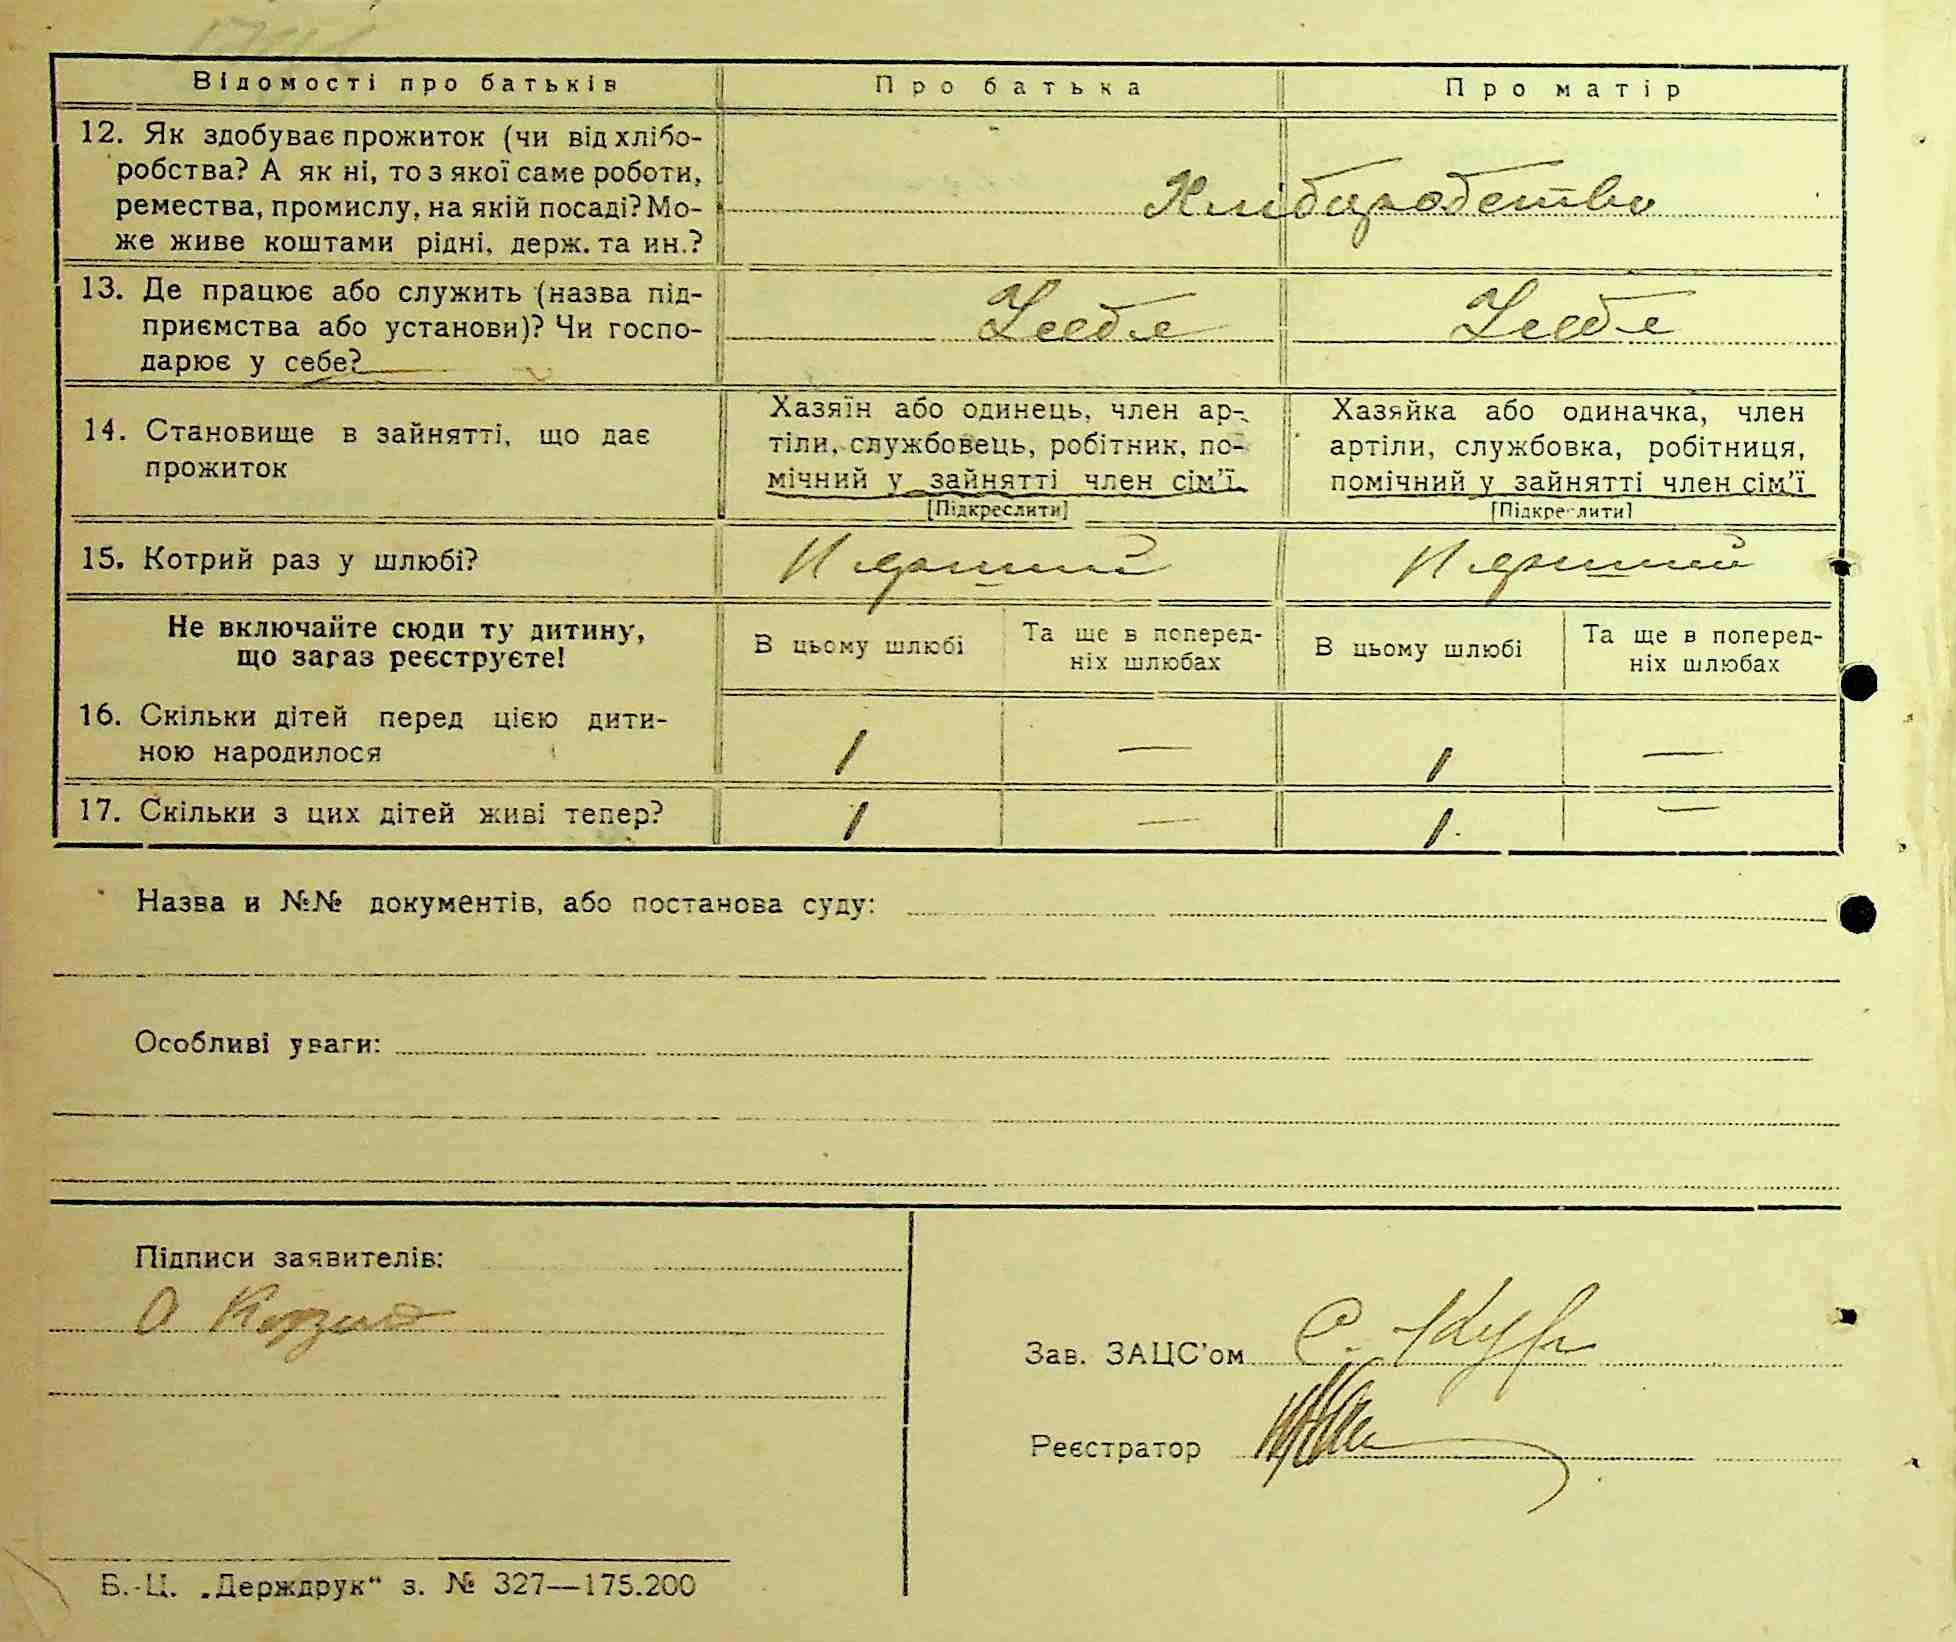 Відомості про батьків
Про батька
Про матір
12. Як здобуває прожиток (чи від хлібо-
робства? А як ні, то з якої саме роботи,
ремества, промислу, на якій посаді? Мо-
же живе коштами рідні, держ. та ин.?
Хліборобство
13. Де працює або служить (назва під-
приємства або установи)? Чи госпо-
дарює у себе?
У себе
У себе
14. Становище в зайнятті, що дає
прожиток
Хазяїн або одинець, член ар-
тіли, службовець, робітник, по-
мічний у зайнятті член сім'ї
[Підкреслити]
Хазяйка або одиначка, член
артіли, службовка, робітниця,
помічний у зайнятті член сім'ї
[Підкреслити]
15. Котрий раз у шлюбі?
Перший
Перший
Не включайте сюди ту дитину,
що зараз реєструєте!
В цьому шлюбі
Та ще в поперед-
ніх шлюбах
В цьому шлюбі
Та ще в поперед-
ніх шлюбах
16. Скільки дітей перед цією дити-
ною народилося
1 — 1 —
17. Скільки з цих дітей живі тепер?
1 — 1 —
Назва и №№ документів, або постанова суду:
Особливі уваги:
Підписи заявителів:
О
Зав. ЗАЦС'ом С.
Реєстратор
Б.-Ц. „Держдрук“ з. № 327—175.200